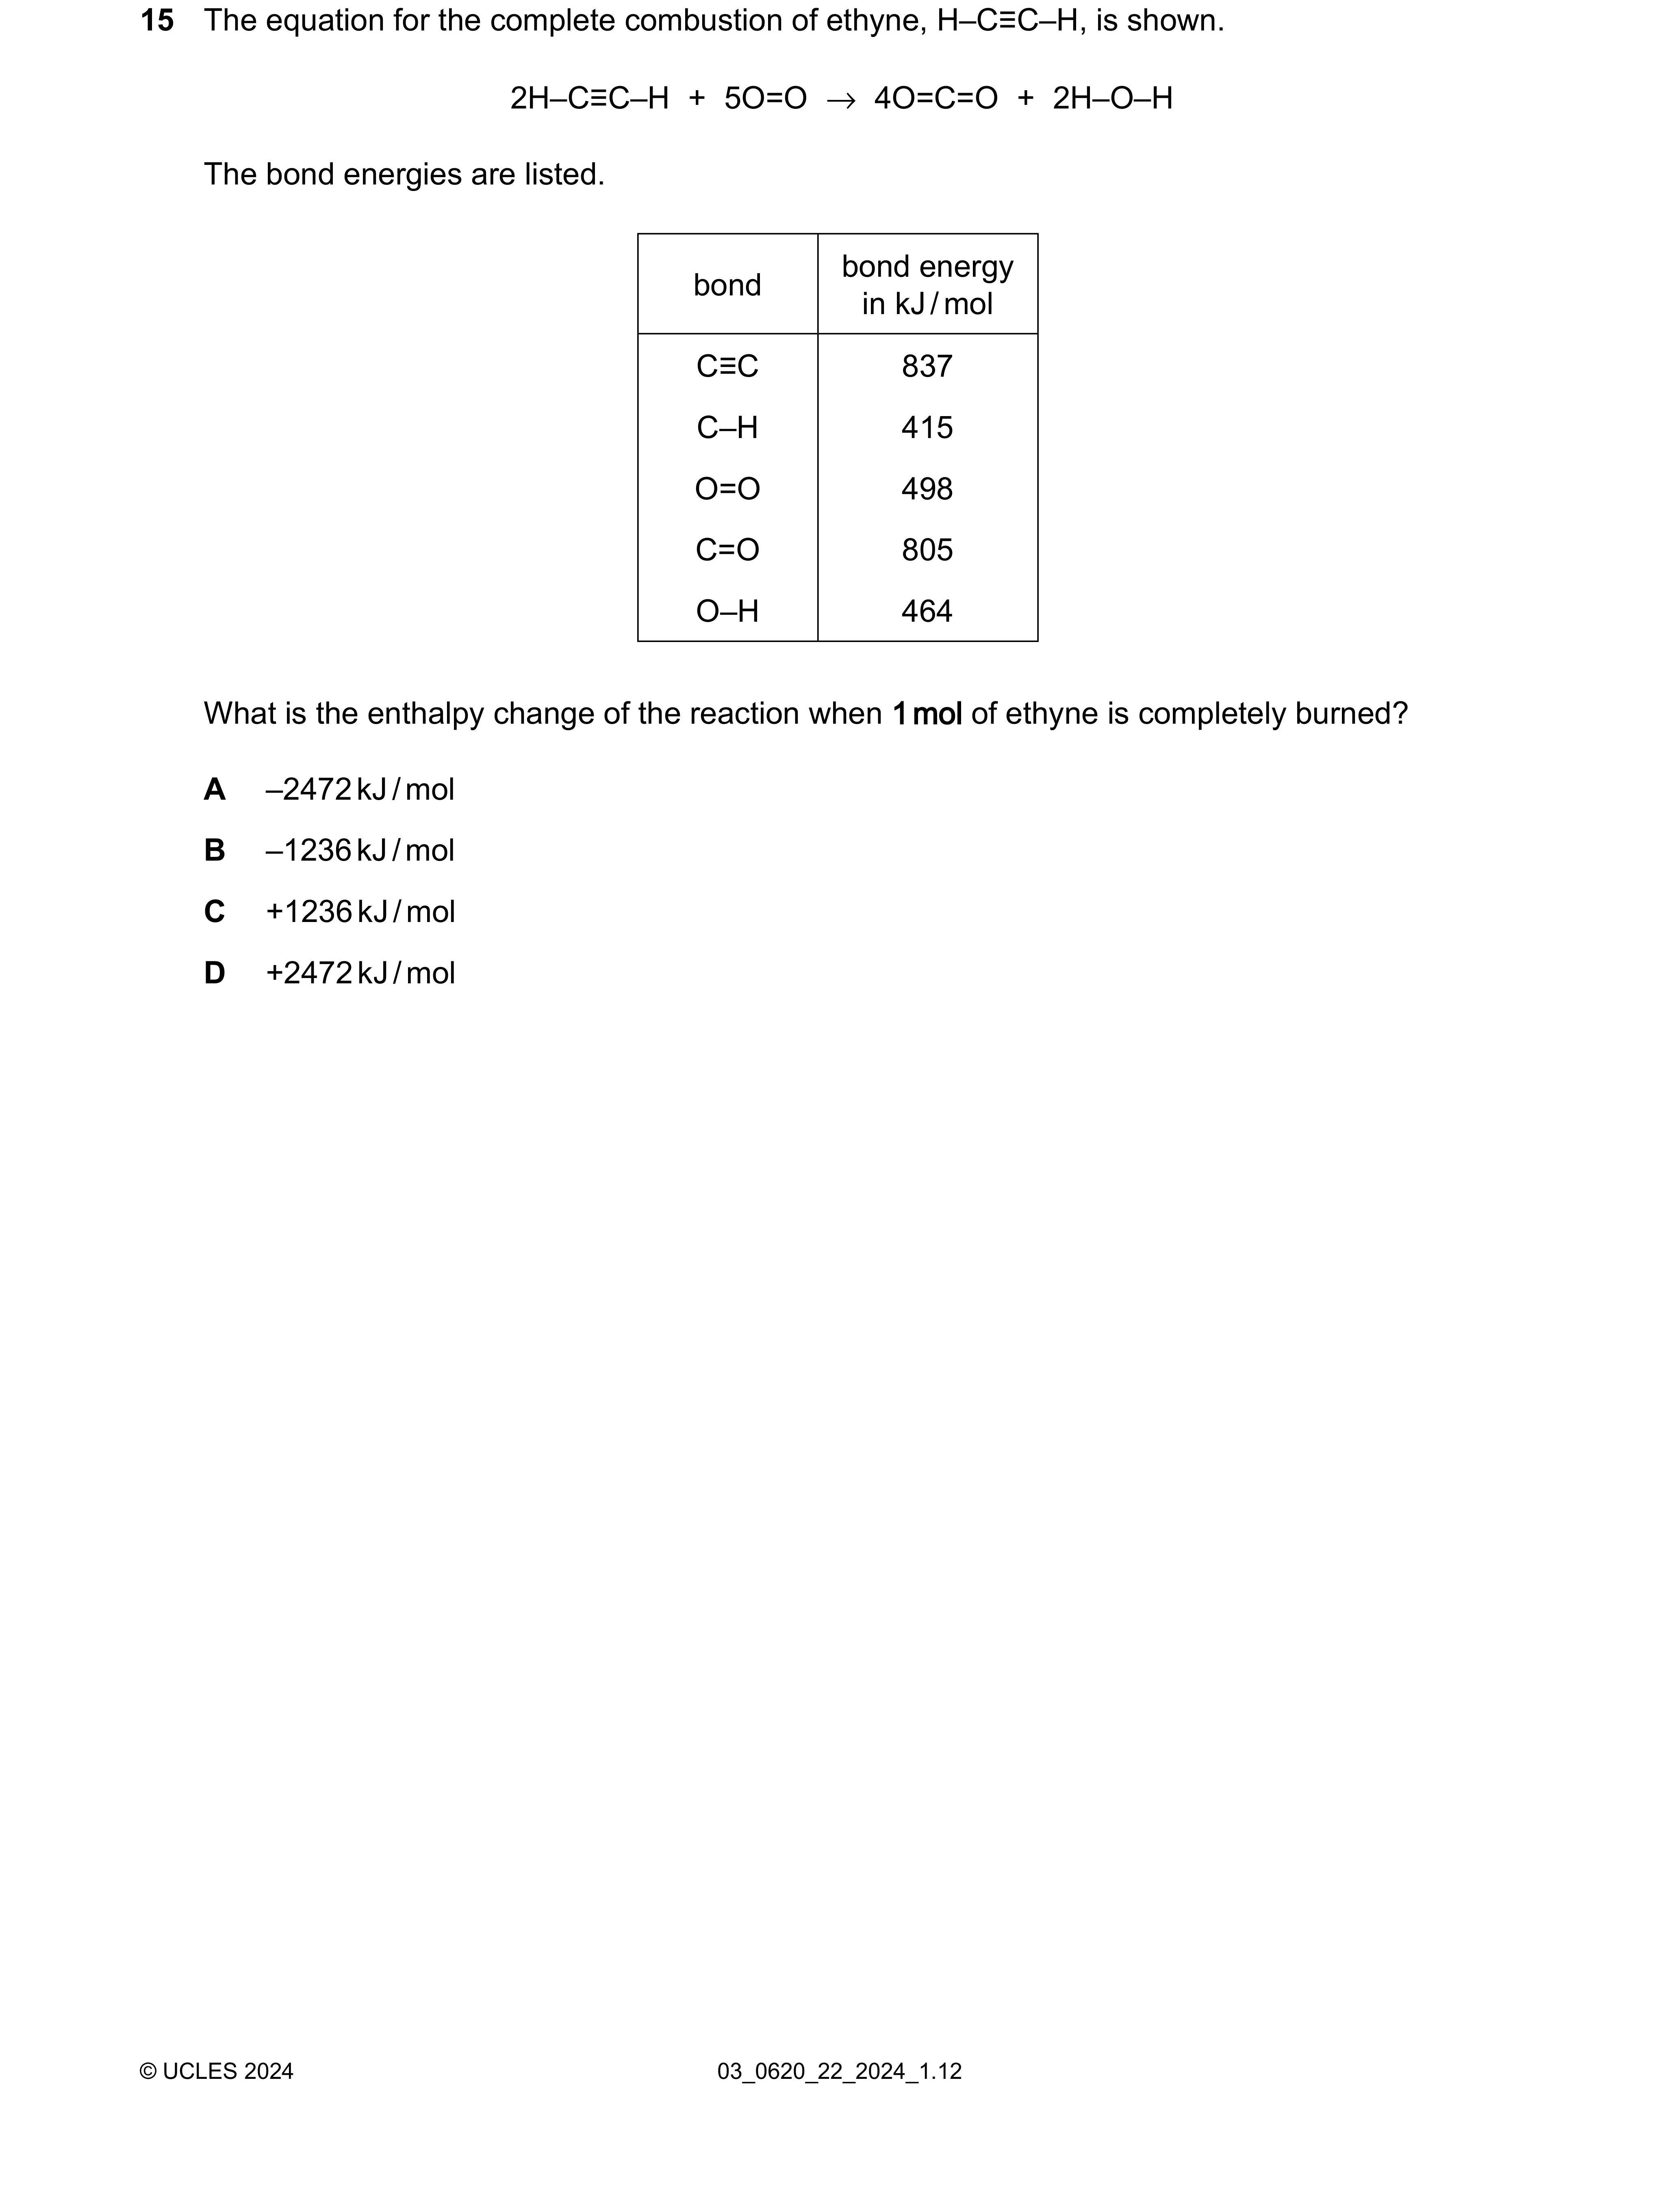 15 The equation for the complete combustion of ethyne, H–C≡C–H, is shown.
2H–C≡C–H + 5O=O → 4O=C=O + 2H–O–H
The bond energies are listed.
bond bond energy in kJ / mol
C≡C 837
C–H 415
O=O 498
C=O 805
O–H 464
What is the enthalpy change of the reaction when 1 mol of ethyne is completely burned?
A –2472 kJ / mol
B –1236 kJ / mol
C +1236 kJ / mol
D +2472 kJ / mol
© UCLES 2024 03_0620_22_2024_1.12